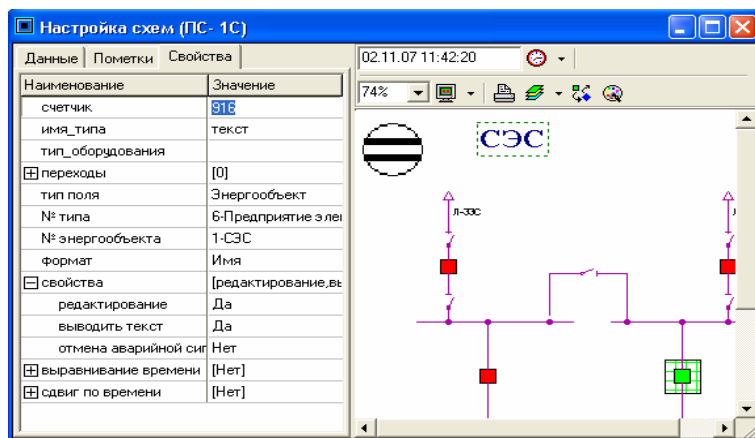 Настройка схем (ПС- 1С)
Данные Пометки Свойства
02.11.07 11:42:20
74%
Наименование Значение
счетчик 916
имя_типа текст
тип_оборудования
переходы [0]
тип поля Энергообъект
№ типа 6-Предприятие элек
№ энергообъекта 1-СЭС
формат Имя
свойства [редактирование,вы
редактирование Да
выводить текст Да
отмена аварийной сиг Нет
выравнивание времени [Нет]
сдвиг по времени [Нет]
СЭС
Л-ЗЭС